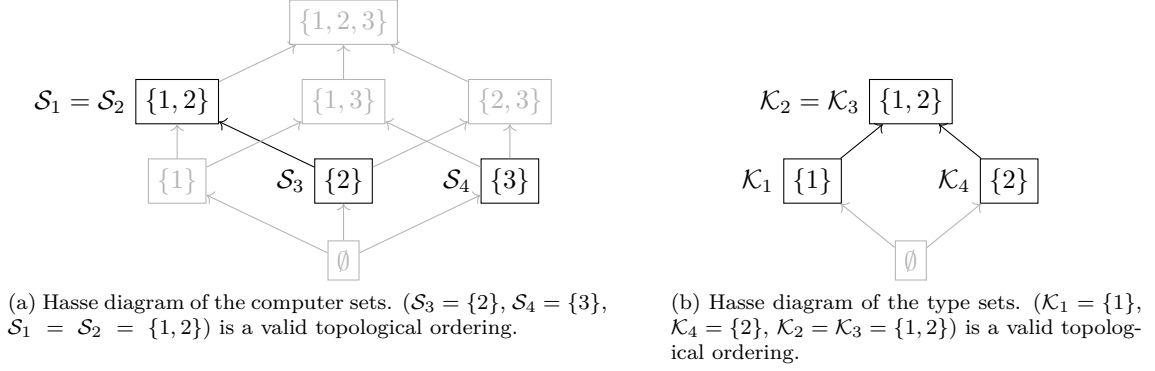 {1, 2, 3}
𝒮₁ = 𝒮₂ {1, 2} {1, 3} {2, 3}
{1} 𝒮₃ {2} 𝒮₄ {3}
∅
(a) Hasse diagram of the computer sets. (𝒮₃ = {2}, 𝒮₄ = {3},
𝒮₁ = 𝒮₂ = {1, 2}) is a valid topological ordering.
𝒦₂ = 𝒦₃ {1, 2}
𝒦₁ {1} 𝒦₄ {2}
∅
(b) Hasse diagram of the type sets. (𝒦₁ = {1},
𝒦₄ = {2}, 𝒦₂ = 𝒦₃ = {1, 2}) is a valid topolog-
ical ordering.